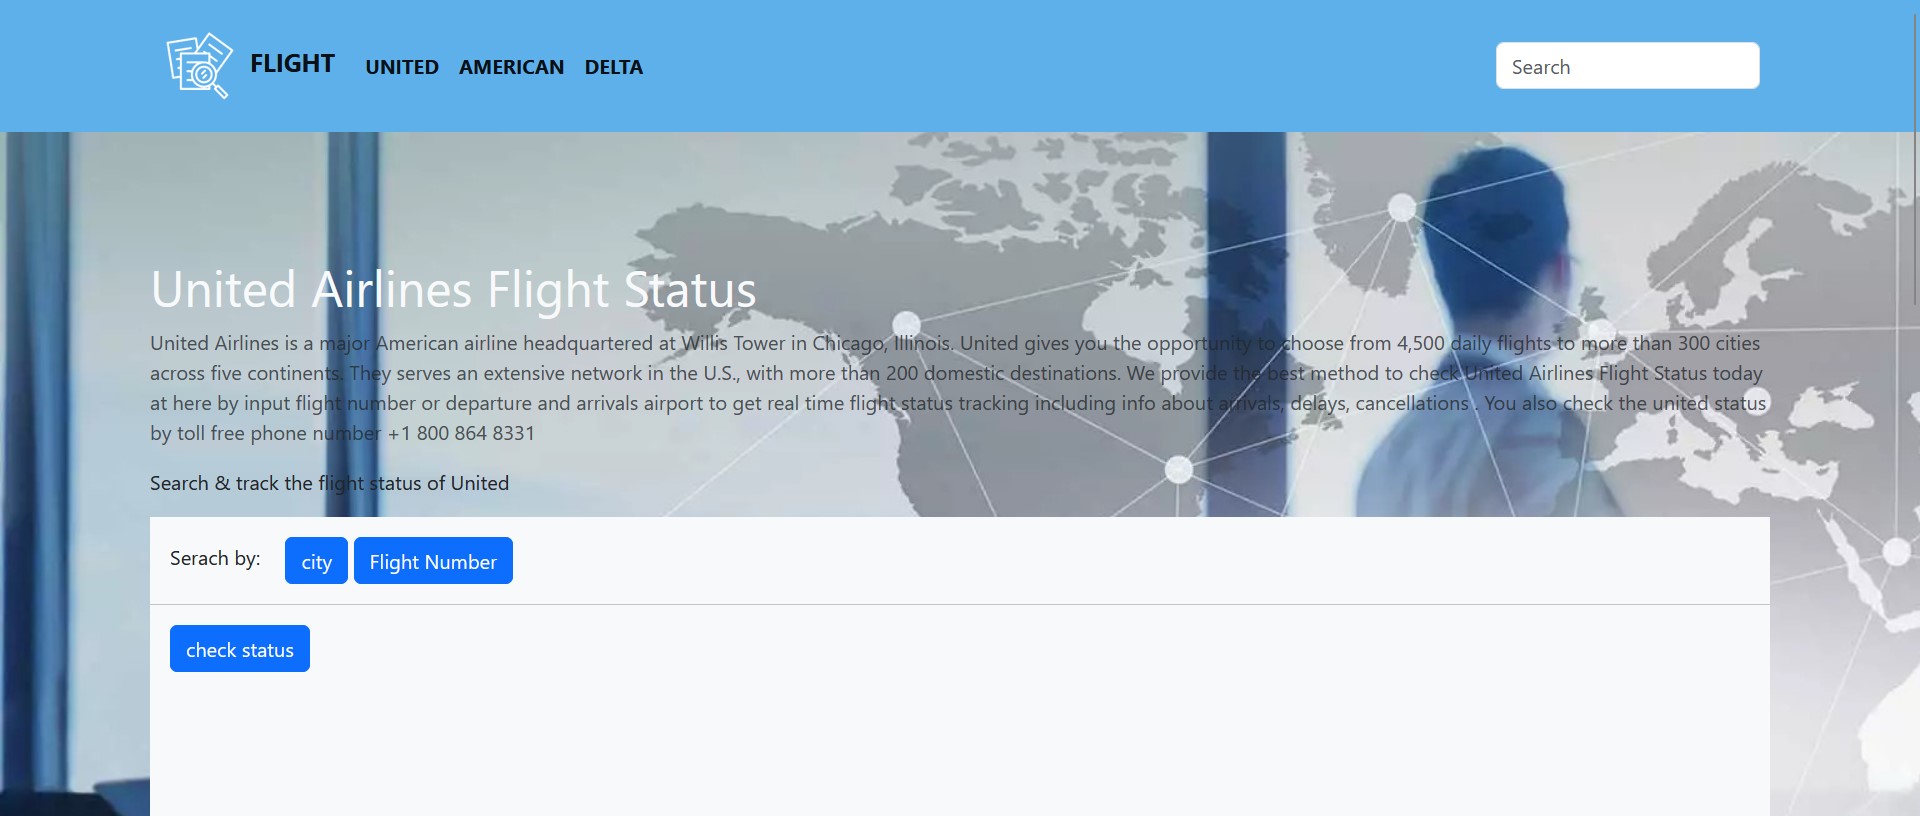 FLIGHT UNITED AMERICAN DELTA Search
United Airlines Flight Status
United Airlines is a major American airline headquartered at Willis Tower in Chicago, Illinois. United gives you the opportunity to choose from 4,500 daily flights to more than 300 cities
across five continents. They serves an extensive network in the U.S., with more than 200 domestic destinations. We provide the best method to check United Airlines Flight Status today
at here by input flight number or departure and arrivals airport to get real time flight status tracking including info about arrivals, delays, cancellations . You also check the united status
by toll free phone number +1 800 864 8331
Search & track the flight status of United
Serach by: city Flight Number
check status